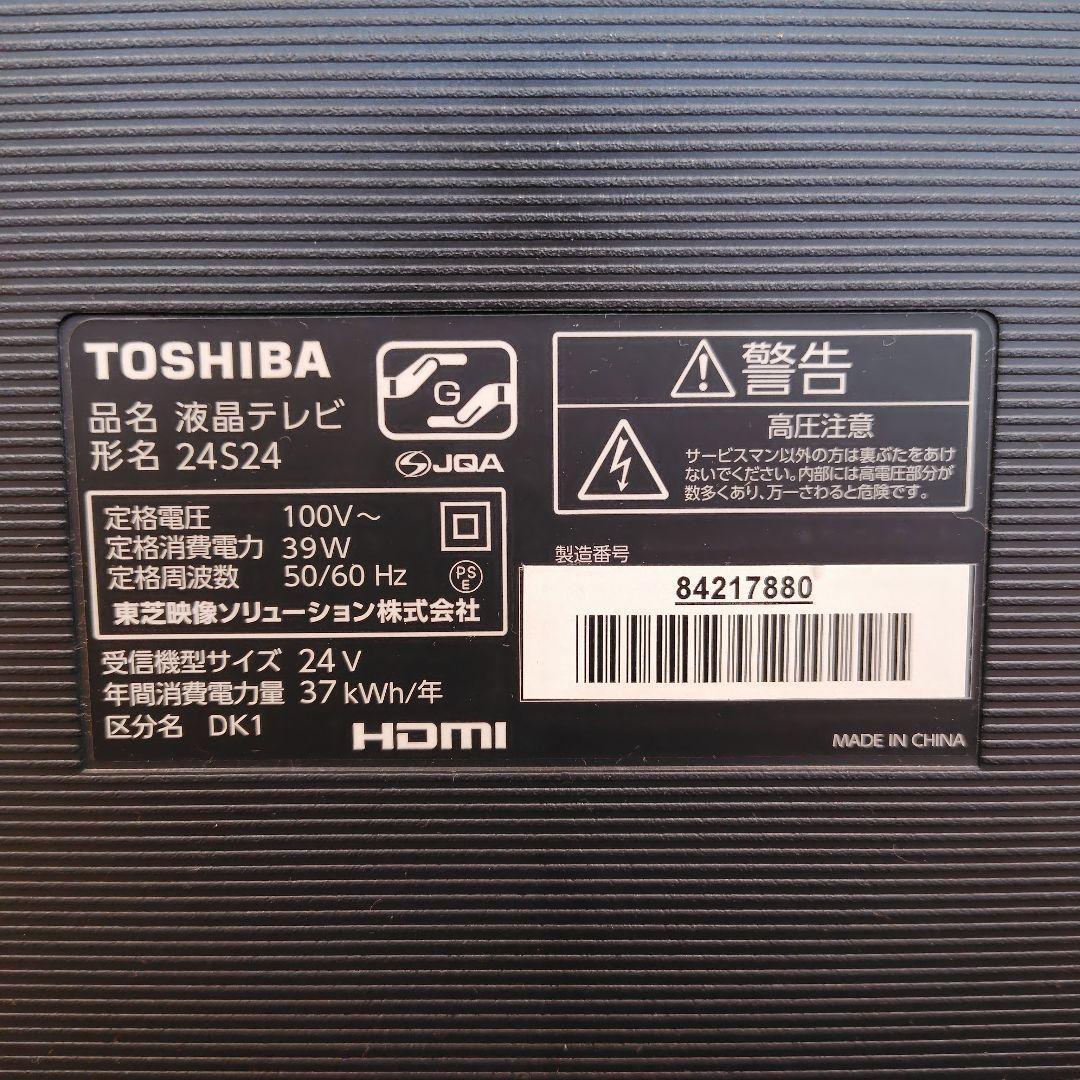 TOSHIBA
品名 液晶テレビ
形名 24S24
G
JQA
定格電圧 100V～
定格消費電力 39W
定格周波数 50/60 Hz
PS
E
東芝映像ソリューション株式会社
受信機型サイズ 24V
年間消費電力量 37 kWh/年
区分名 DK1
HDMI
警告
高圧注意
サービスマン以外の方は裏ぶたをあけ
ないでください。内部には高電圧部分が
数多くあり、万一さわると危険です。
製造番号
84217880
MADE IN CHINA